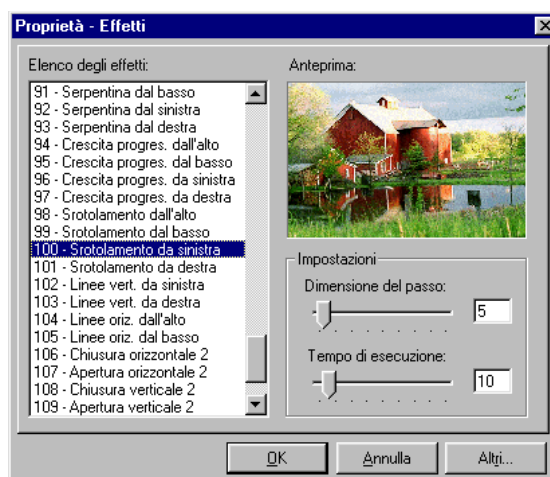 Proprietà - Effetti
Elenco degli effetti:
91 - Serpentina dal basso
92 - Serpentina dal sinistra
93 - Serpentina dal destra
94 - Crescita progres. dall'alto
95 - Crescita progres. dal basso
96 - Crescita progres. da sinistra
97 - Crescita progres. da destra
98 - Srotolamento dall'alto
99 - Srotolamento dal basso
100 - Srotolamento da sinistra
101 - Srotolamento da destra
102 - Linee vert. da sinistra
103 - Linee vert. da destra
104 - Linee oriz. dall'alto
105 - Linee oriz. dal basso
106 - Chiusura orizzontale 2
107 - Apertura orizzontale 2
108 - Chiusura verticale 2
109 - Apertura verticale 2
Anteprima:
Impostazioni
Dimensione del passo:
5
Tempo di esecuzione:
10
OK
Annulla
Altri...